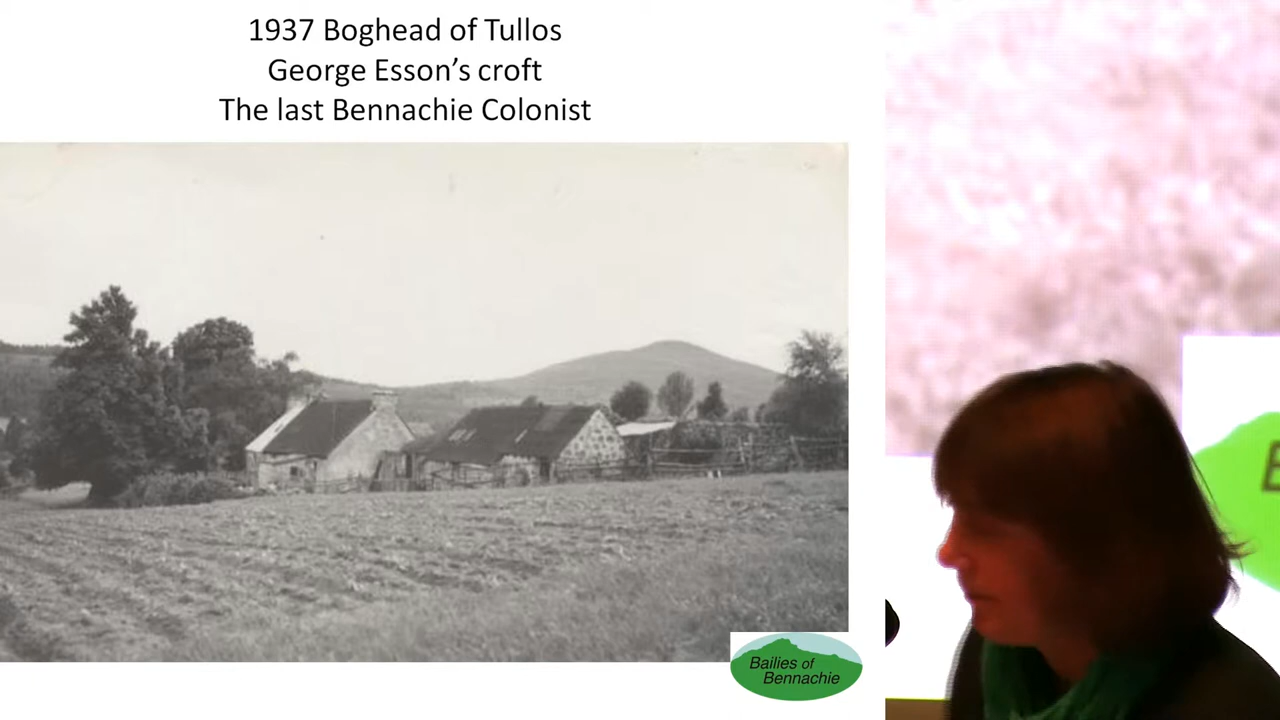 1937 Boghead of Tullos
George Esson’s croft
The last Bennachie Colonist
Bailies of
Bennachie